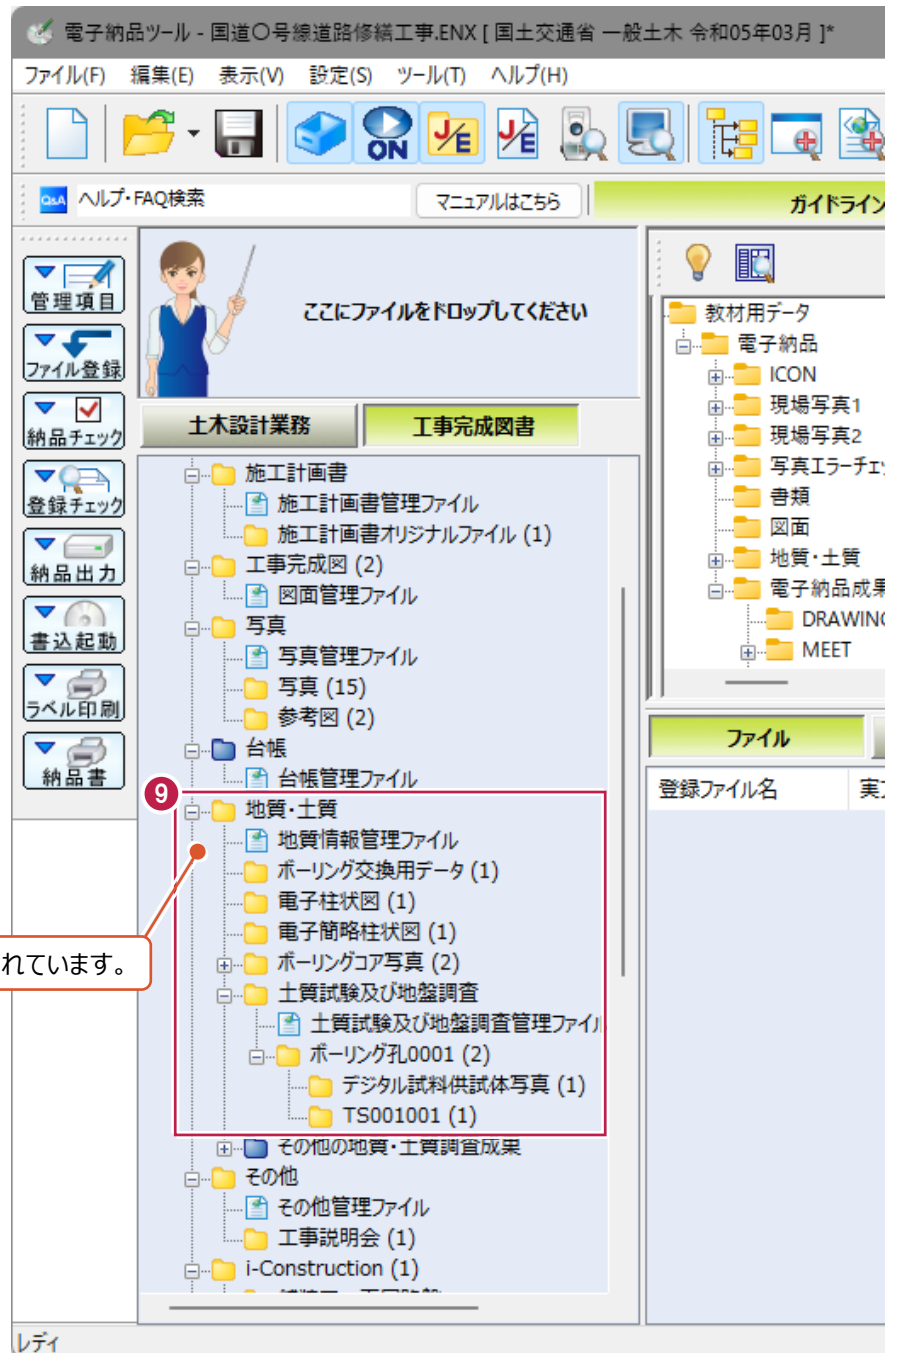 電子納品ツール - 国道〇号線道路修繕工事.ENX [ 国土交通省 一般土木 令和05年03月 ]*
ファイル(F) 編集(E) 表示(V) 設定(S) ツール(T) ヘルプ(H)
ON J/E J/E
Q&A ヘルプ・FAQ検索 マニュアルはこちら ガイドライン
管理項目
ファイル登録
納品チェック
登録チェック
納品出力
書込起動
ラベル印刷
納品書
ここにファイルをドロップしてください
土木設計業務 工事完成図書
施工計画書
施工計画書管理ファイル
施工計画書オリジナルファイル (1)
工事完成図 (2)
図面管理ファイル
写真
写真管理ファイル
写真 (15)
参考図 (2)
台帳
台帳管理ファイル
9
地質・土質
地質情報管理ファイル
ボーリング交換用データ (1)
電子柱状図 (1)
電子簡略柱状図 (1)
ボーリングコア写真 (2)
土質試験及び地盤調査
土質試験及び地盤調査管理ファイル
ボーリング孔0001 (2)
デジタル試料供試体写真 (1)
TS001001 (1)
その他の地質・土質調査成果
その他
その他管理ファイル
工事説明会 (1)
i-Construction (1)
れています。
教材用データ
電子納品
ICON
現場写真1
現場写真2
写真エラーチェ
書類
図面
地質・土質
電子納品成果
DRAWING
MEET
ファイル
登録ファイル名 実
レディ